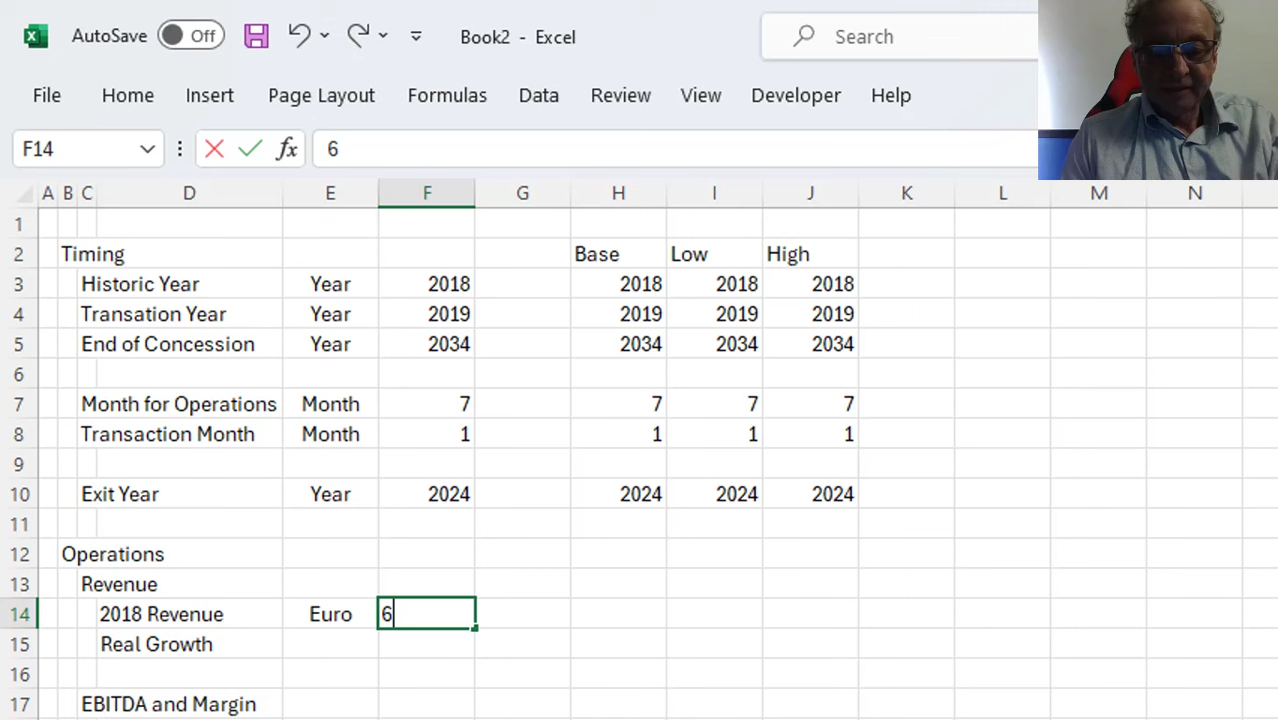 AutoSave Off Book2 - Excel Search
File Home Insert Page Layout Formulas Data Review View Developer Help
F14 fx 6
A B C D E F G H I J K L M N
1
2 Timing Base Low High
3 Historic Year Year 2018 2018 2018 2018
4 Transation Year Year 2019 2019 2019 2019
5 End of Concession Year 2034 2034 2034 2034
6
7 Month for Operations Month 7 7 7 7
8 Transaction Month Month 1 1 1 1
9
10 Exit Year Year 2024 2024 2024 2024
11
12 Operations
13 Revenue
14 2018 Revenue Euro 6
15 Real Growth
16
17 EBITDA and Margin